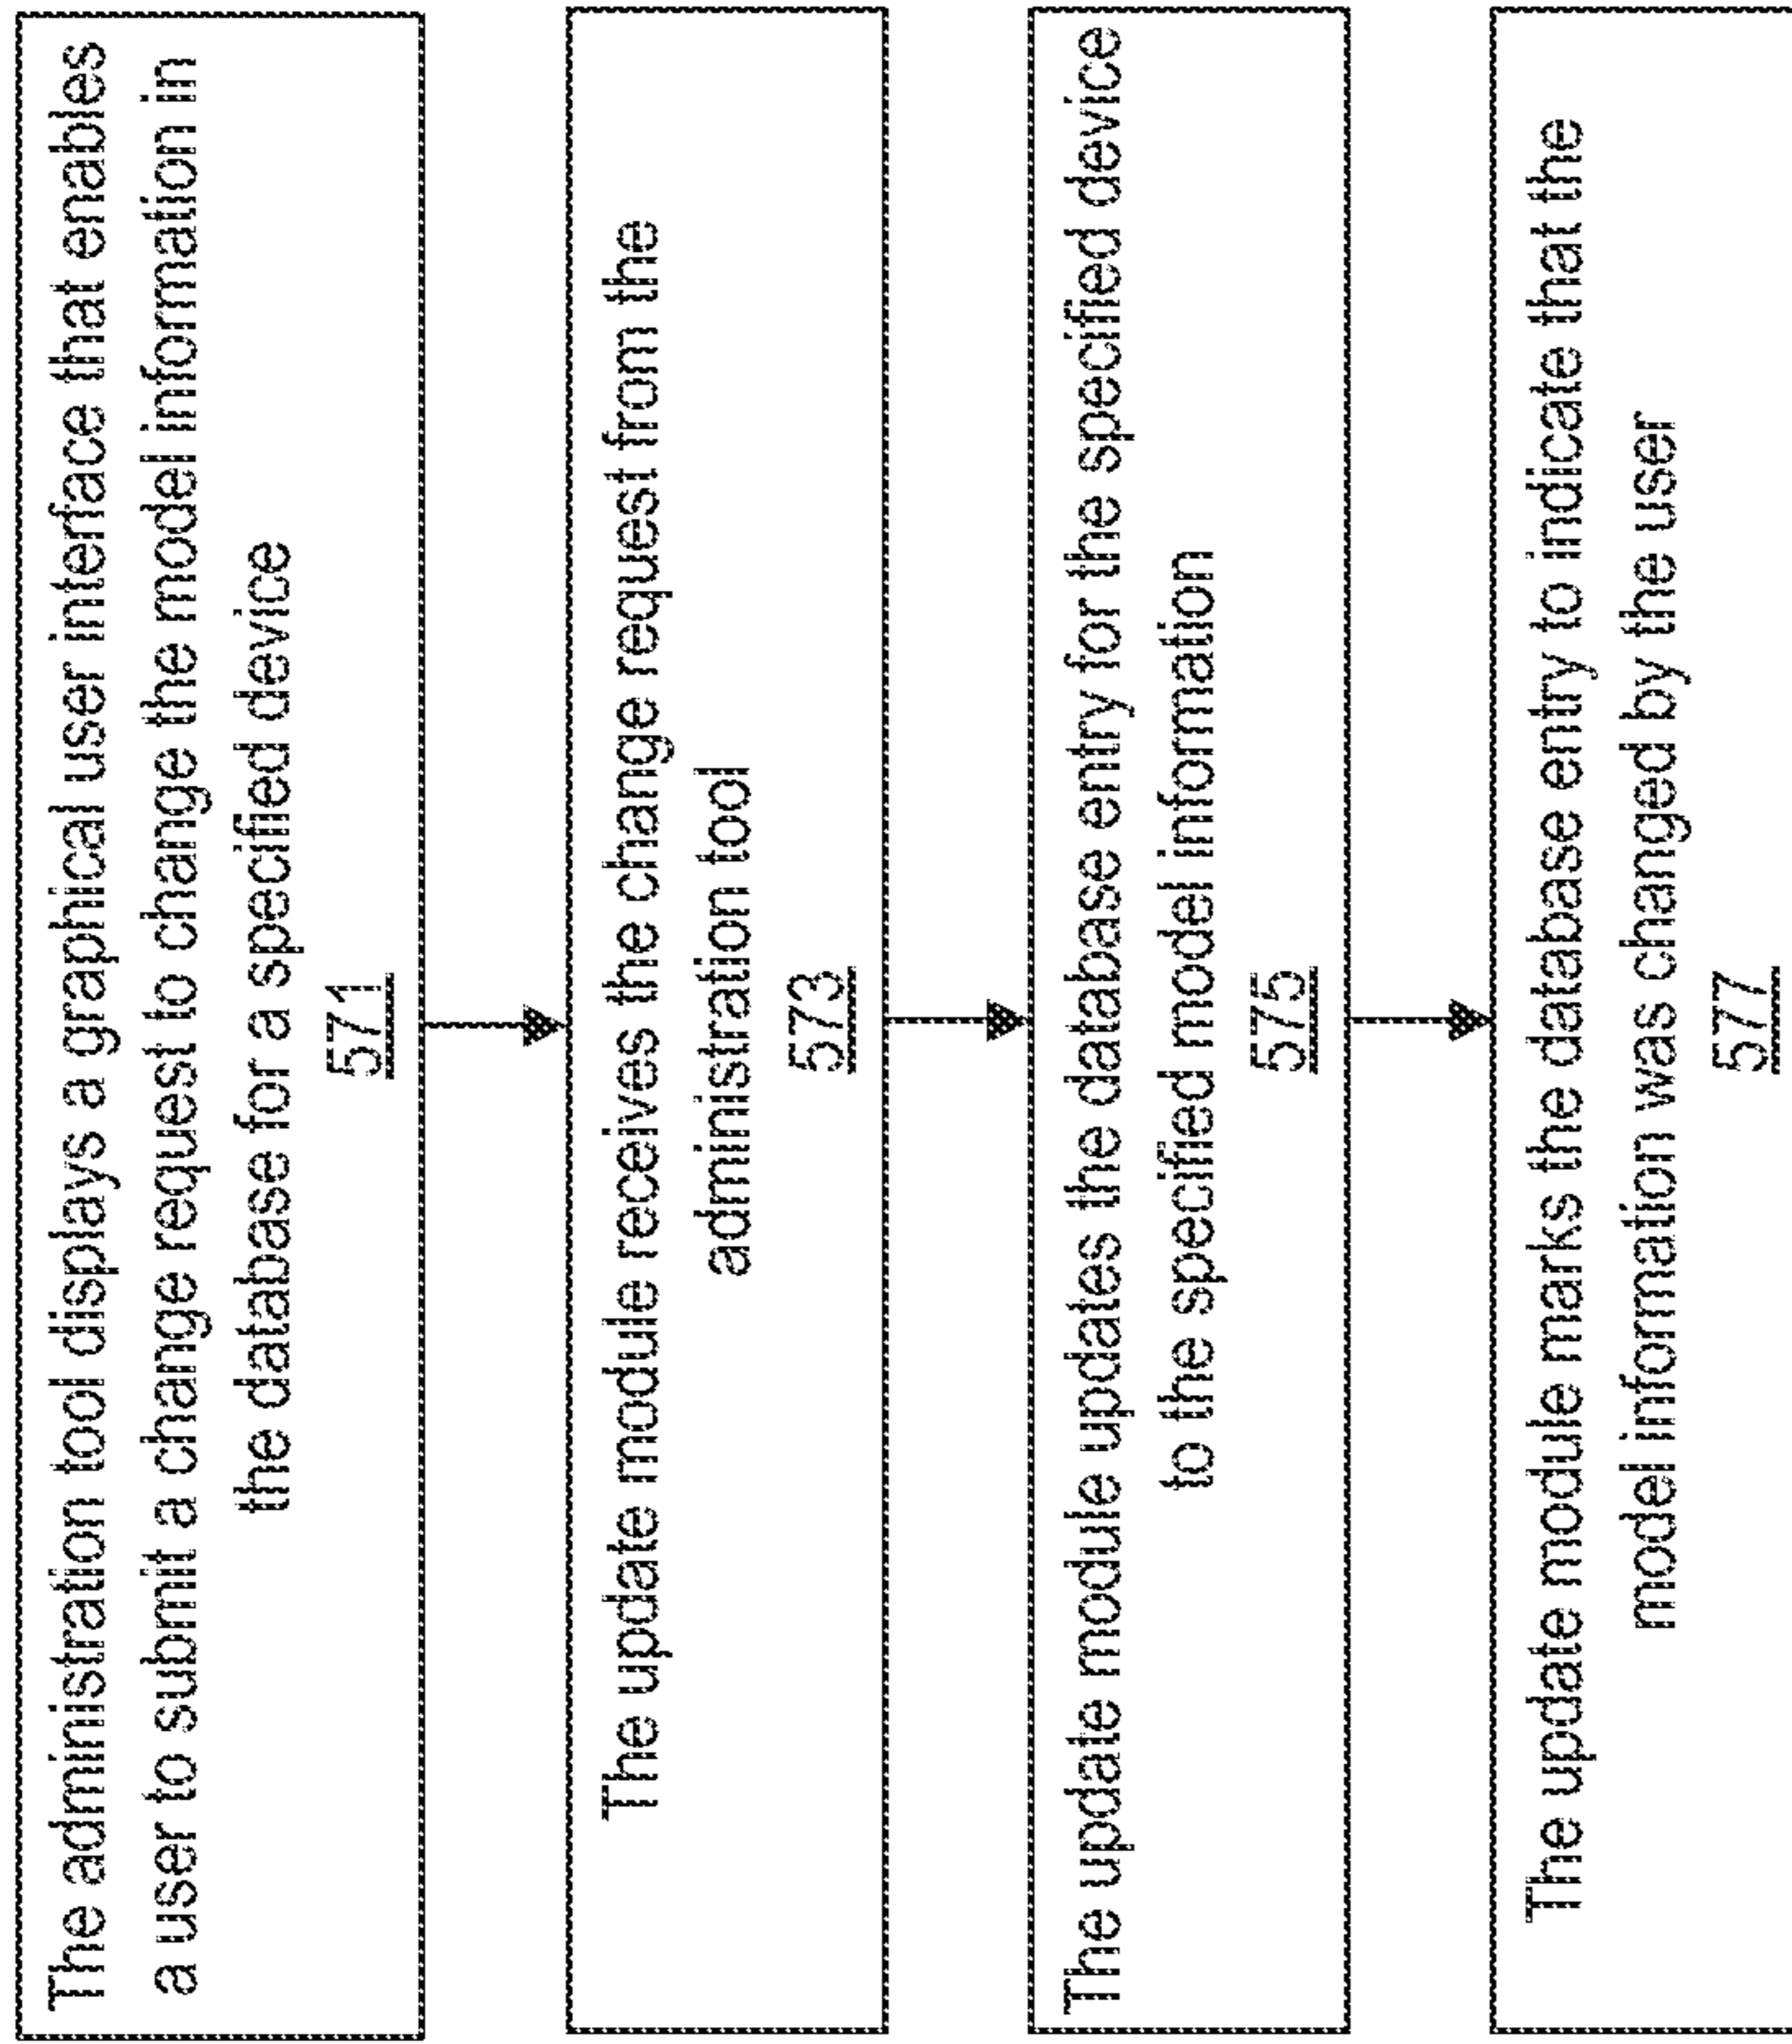 The administration tool displays a graphical user interface that enables
a user to submit a change request to change the model information in
the database for a specified device
571
The update module receives the change request from the
administration tool
573
The update module updates the database entry for the specified device
to the specified model information
575
The update module marks the database entry to indicate that the
model information was changed by the user
577